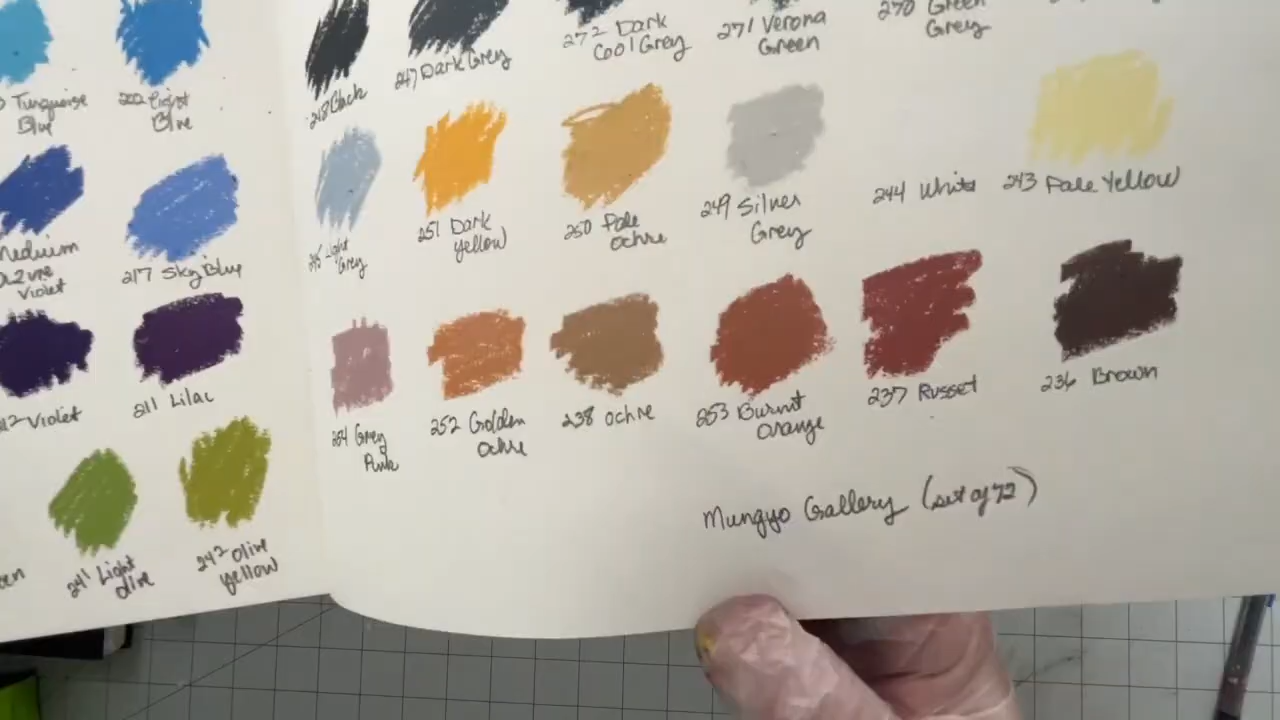 Turquoise
Blue
202 Light
Blue
Medium
Violet
217 Sky Blue
212 Violet
211 Lilac
241 Light
olive
242 Olive
yellow
248 Black
247 Dark Grey
272 Dark
Cool Grey
271 Verona
Green
270 Green
Grey
245 Light
Grey
251 Dark
yellow
250 Pale
ochre
249 Silver
Grey
244 White
243 Pale Yellow
254 Grey
Pink
252 Golden
Ochre
238 Ochre
253 Burnt
orange
237 Russet
236 Brown
Mungyo Gallery (set of 72)